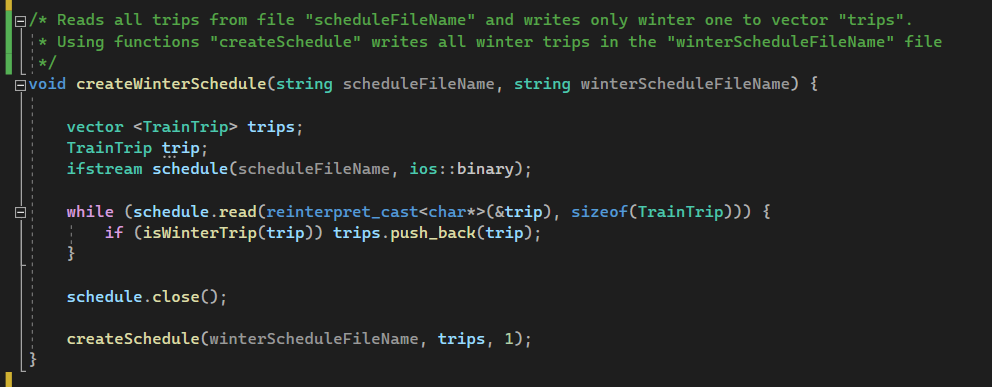 /* Reads all trips from file "scheduleFileName" and writes only winter one to vector "trips".
 * Using functions "createSchedule" writes all winter trips in the "winterScheduleFileName" file
 */
void createWinterSchedule(string scheduleFileName, string winterScheduleFileName) {
    vector <TrainTrip> trips;
    TrainTrip trip;
    ifstream schedule(scheduleFileName, ios::binary);
    while (schedule.read(reinterpret_cast<char*>(&trip), sizeof(TrainTrip))) {
        if (isWinterTrip(trip)) trips.push_back(trip);
    }
    schedule.close();
    createSchedule(winterScheduleFileName, trips, 1);
}